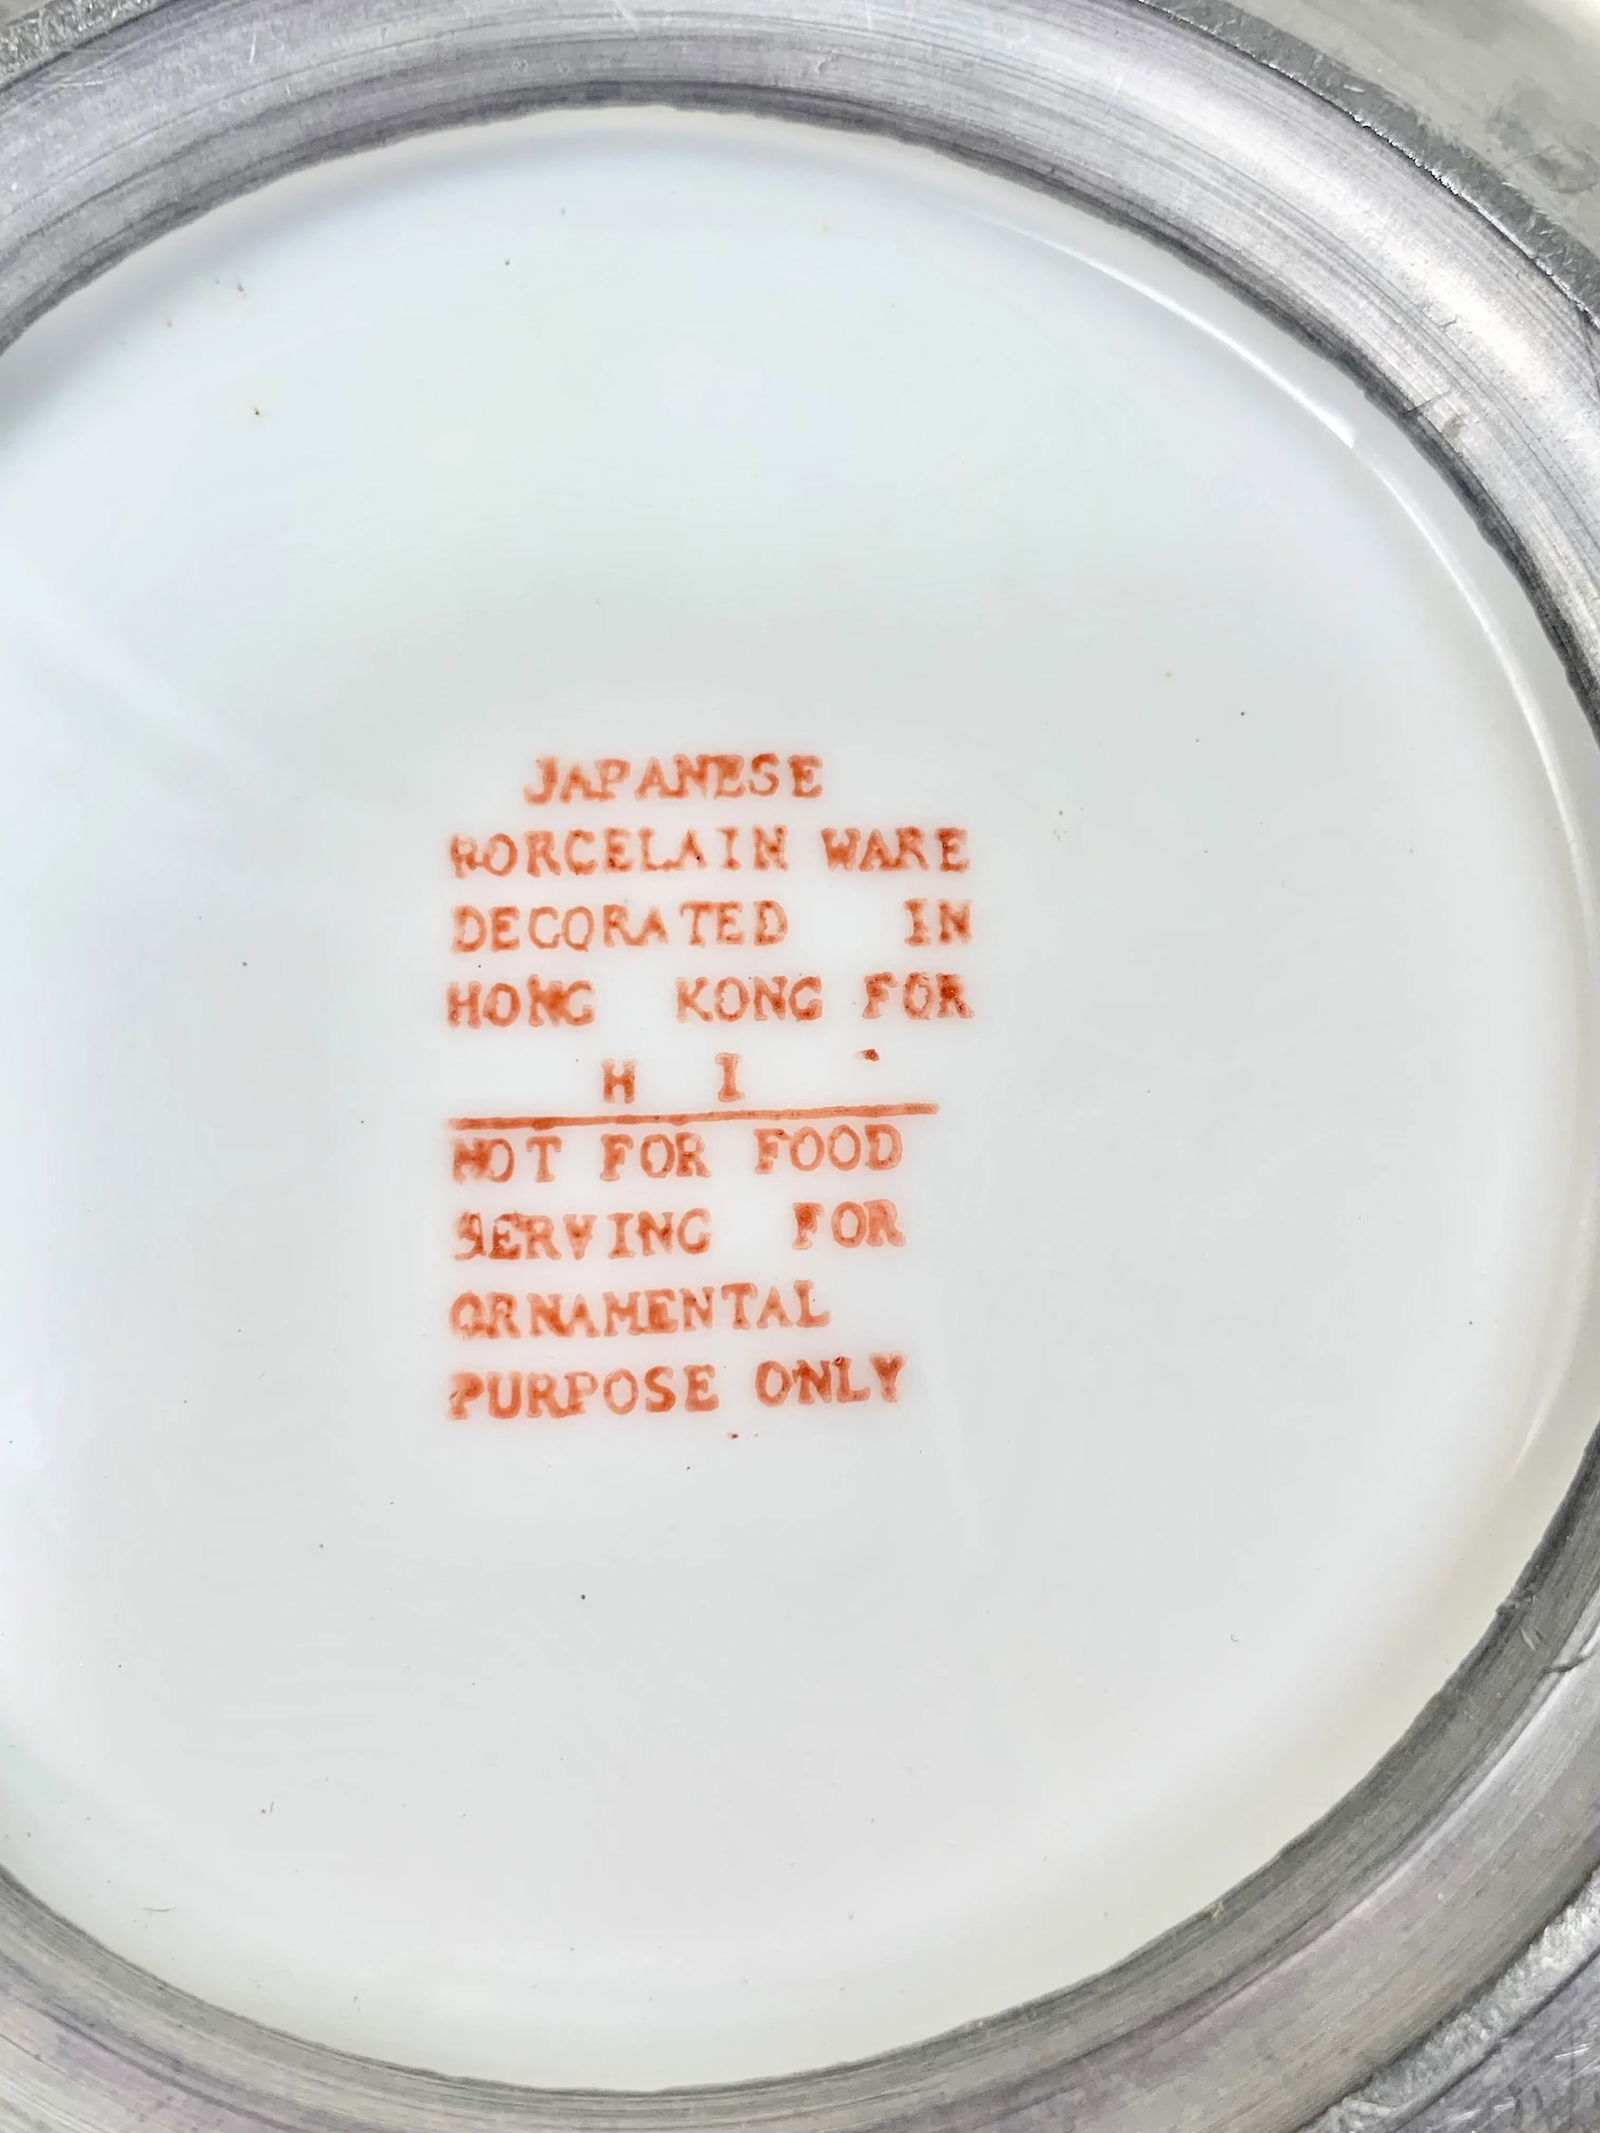 JAPANESE
PORCELAIN WARE
DECORATED IN
HONG KONG FOR
H I
NOT FOR FOOD
SERVING FOR
ORNAMENTAL
PURPOSE ONLY